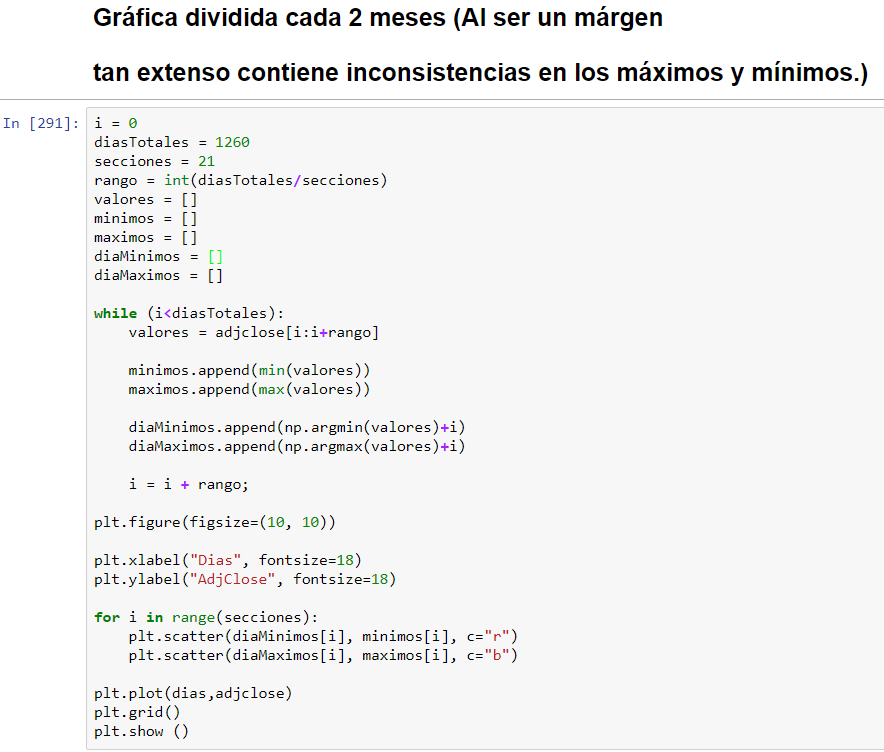 Gráfica dividida cada 2 meses (Al ser un márgen
tan extenso contiene inconsistencias en los máximos y mínimos.)
In [291]:
i = 0
diasTotales = 1260
secciones = 21
rango = int(diasTotales/secciones)
valores = []
minimos = []
maximos = []
diaMinimos = []
diaMaximos = []

while (i<diasTotales):
    valores = adjclose[i:i+rango]

    minimos.append(min(valores))
    maximos.append(max(valores))

    diaMinimos.append(np.argmin(valores)+i)
    diaMaximos.append(np.argmax(valores)+i)

    i = i + rango;

plt.figure(figsize=(10, 10))

plt.xlabel("Dias", fontsize=18)
plt.ylabel("AdjClose", fontsize=18)

for i in range(secciones):
    plt.scatter(diaMinimos[i], minimos[i], c="r")
    plt.scatter(diaMaximos[i], maximos[i], c="b")

plt.plot(dias,adjclose)
plt.grid()
plt.show ()